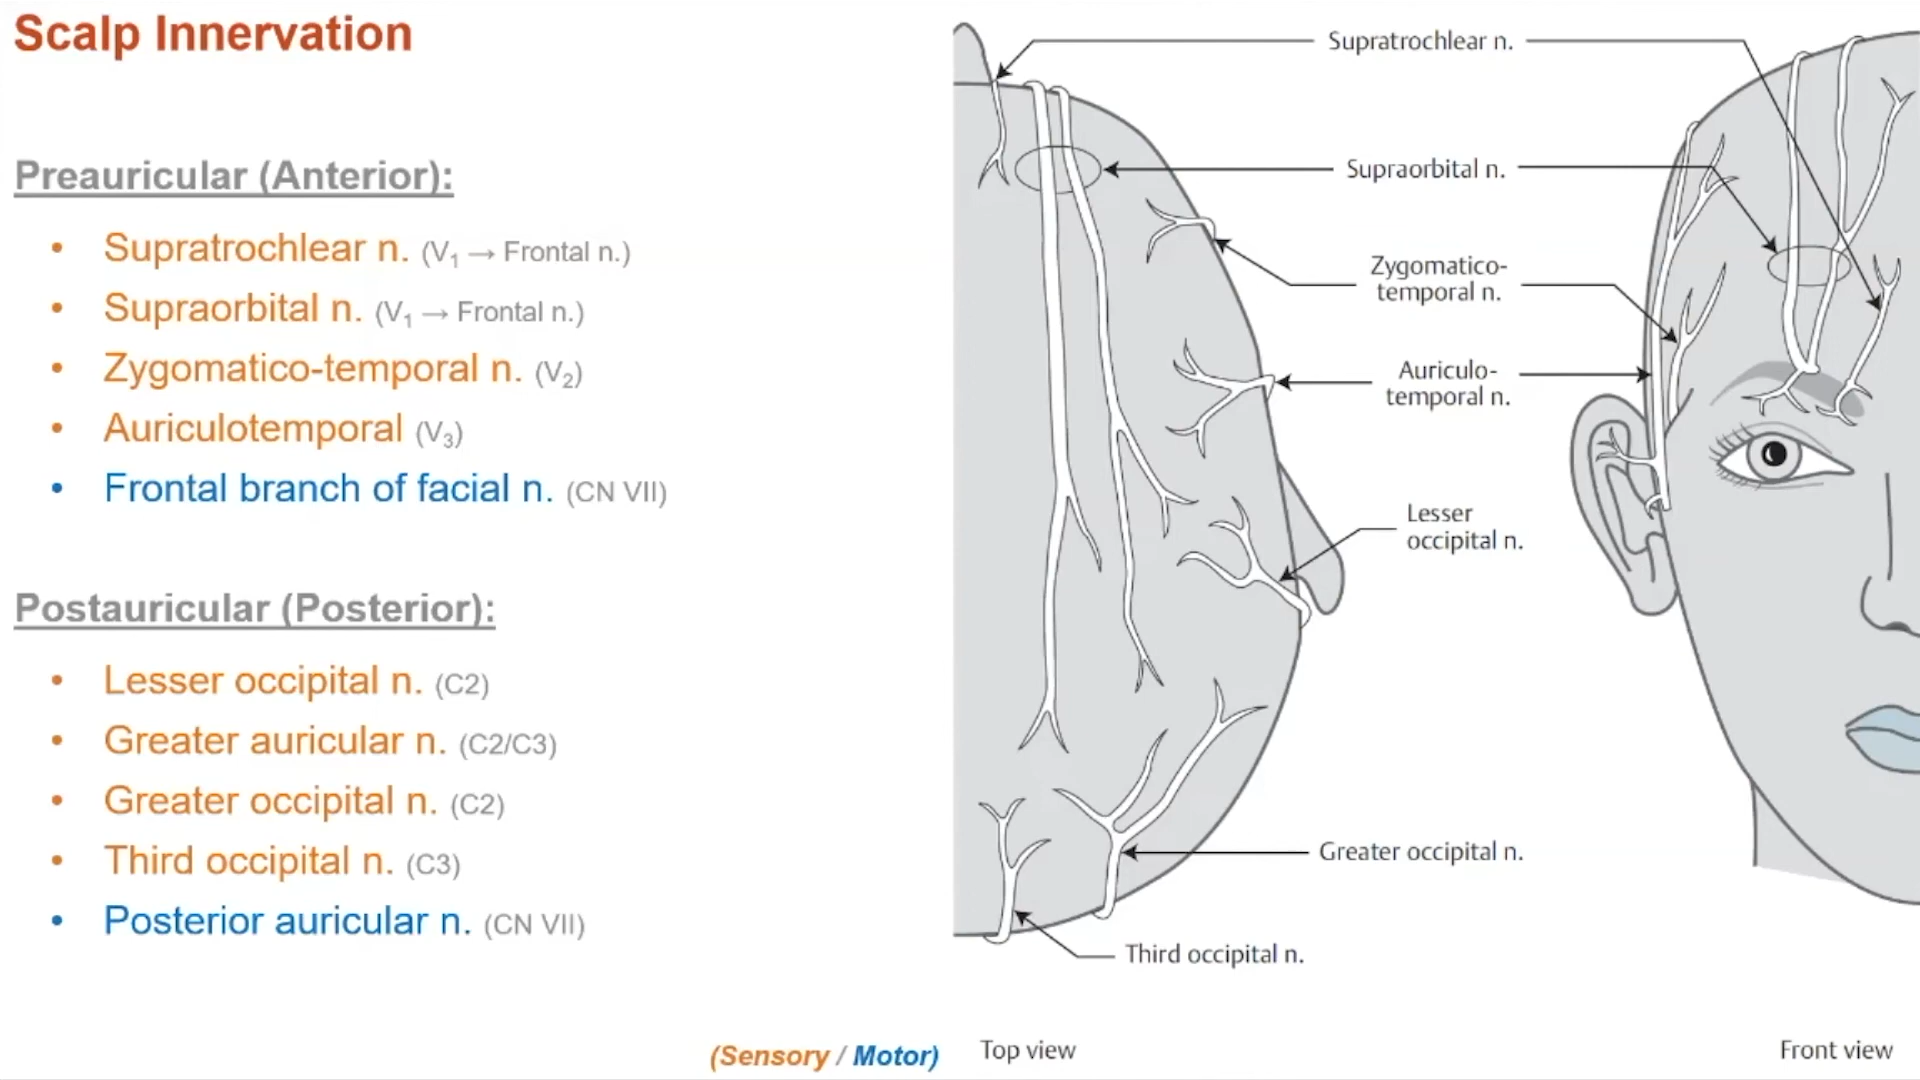 Scalp Innervation
Preauricular (Anterior):
• Supratrochlear n. (V₁ → Frontal n.)
• Supraorbital n. (V₁ → Frontal n.)
• Zygomatico-temporal n. (V₂)
• Auriculotemporal (V₃)
• Frontal branch of facial n. (CN VII)
Postauricular (Posterior):
• Lesser occipital n. (C2)
• Greater auricular n. (C2/C3)
• Greater occipital n. (C2)
• Third occipital n. (C3)
• Posterior auricular n. (CN VII)
(Sensory / Motor)
Supratrochlear n.
Supraorbital n.
Zygomatico-
temporal n.
Auriculo-
temporal n.
Lesser
occipital n.
Greater occipital n.
Third occipital n.
Top view
Front view